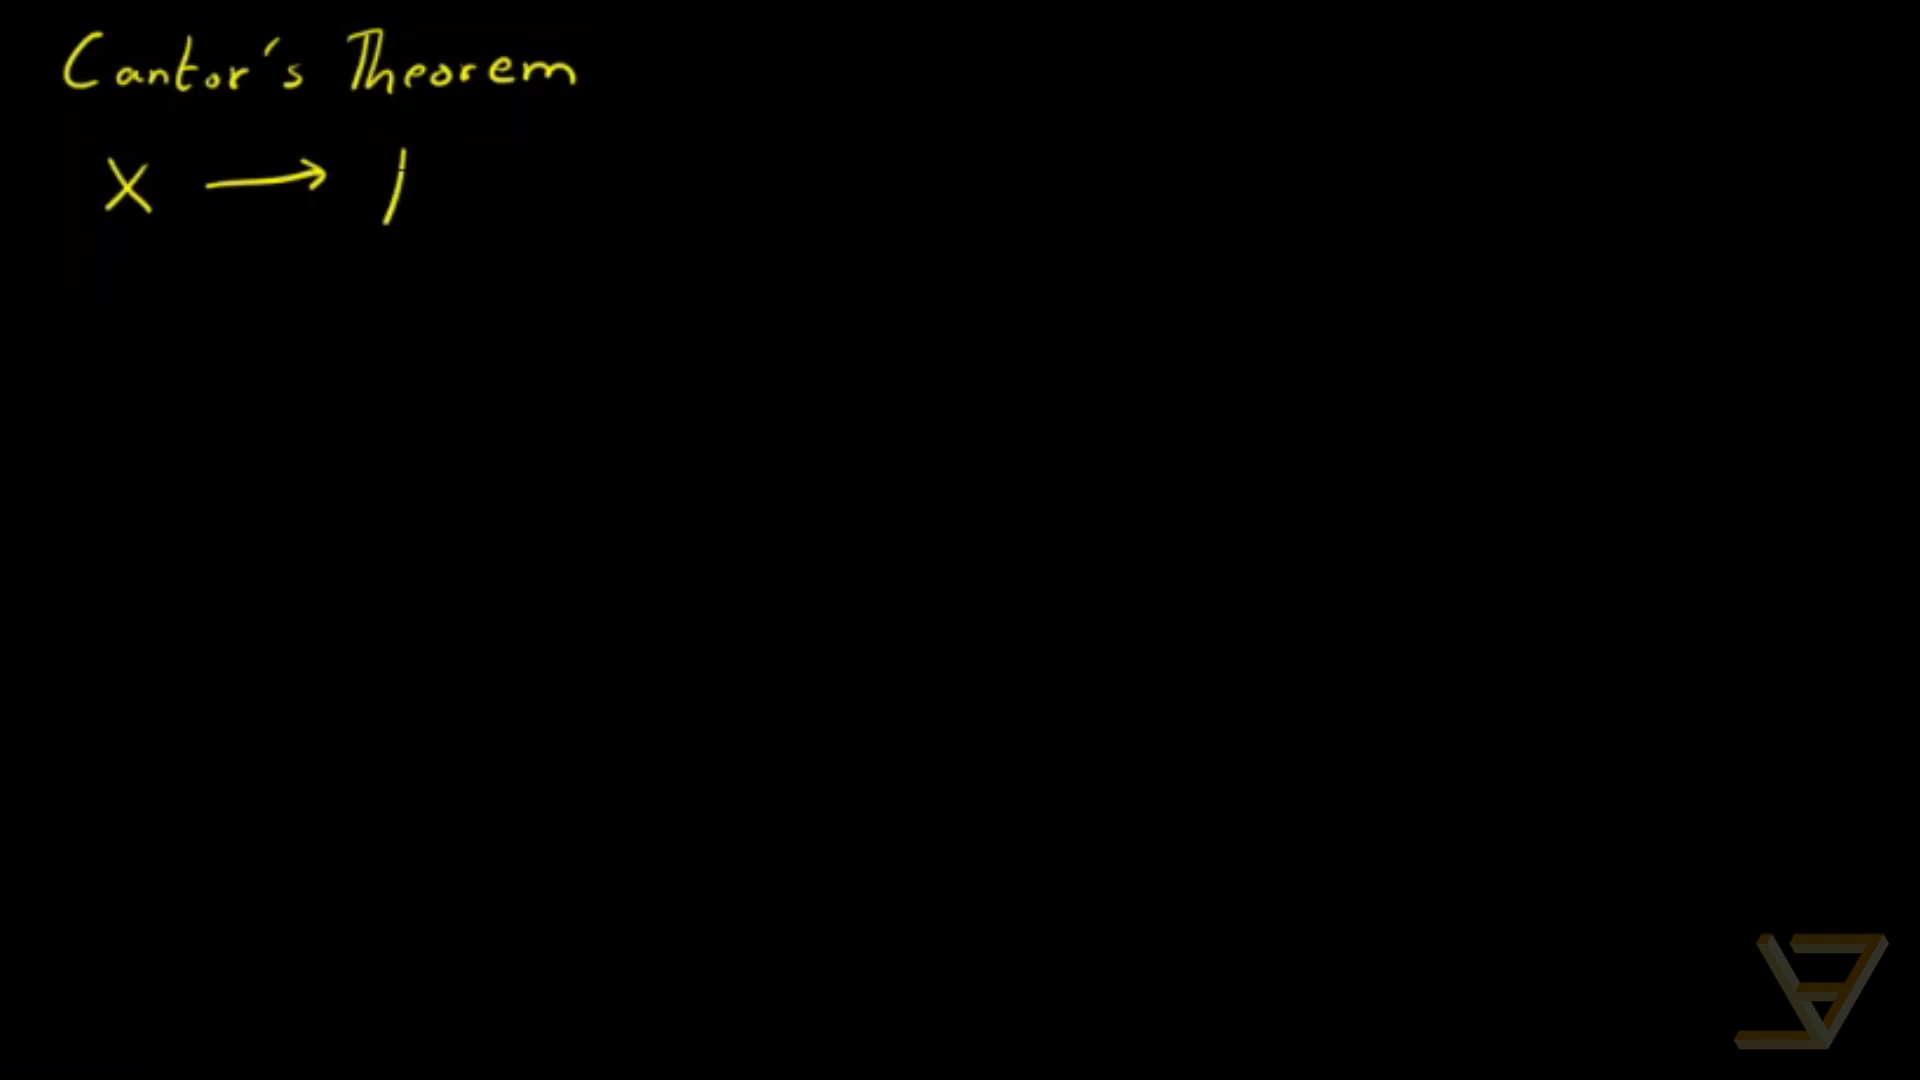 Cantor's Theorem
X → /